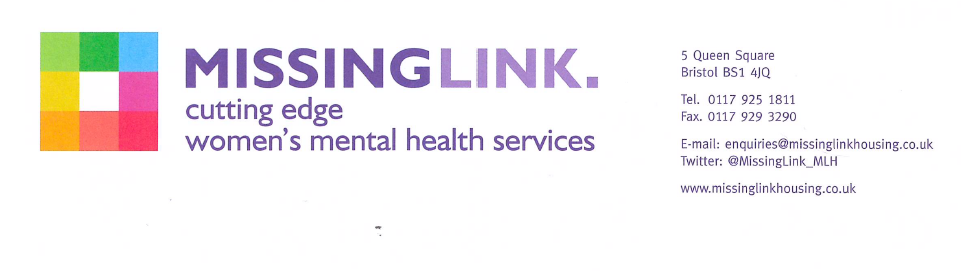 MISSINGLINK.
cutting edge
women's mental health services
5 Queen Square
Bristol BS1 4JQ
Tel. 0117 925 1811
Fax. 0117 929 3290
E-mail: enquiries@missinglinkhousing.co.uk
Twitter: @MissingLink_MLH
www.missinglinkhousing.co.uk